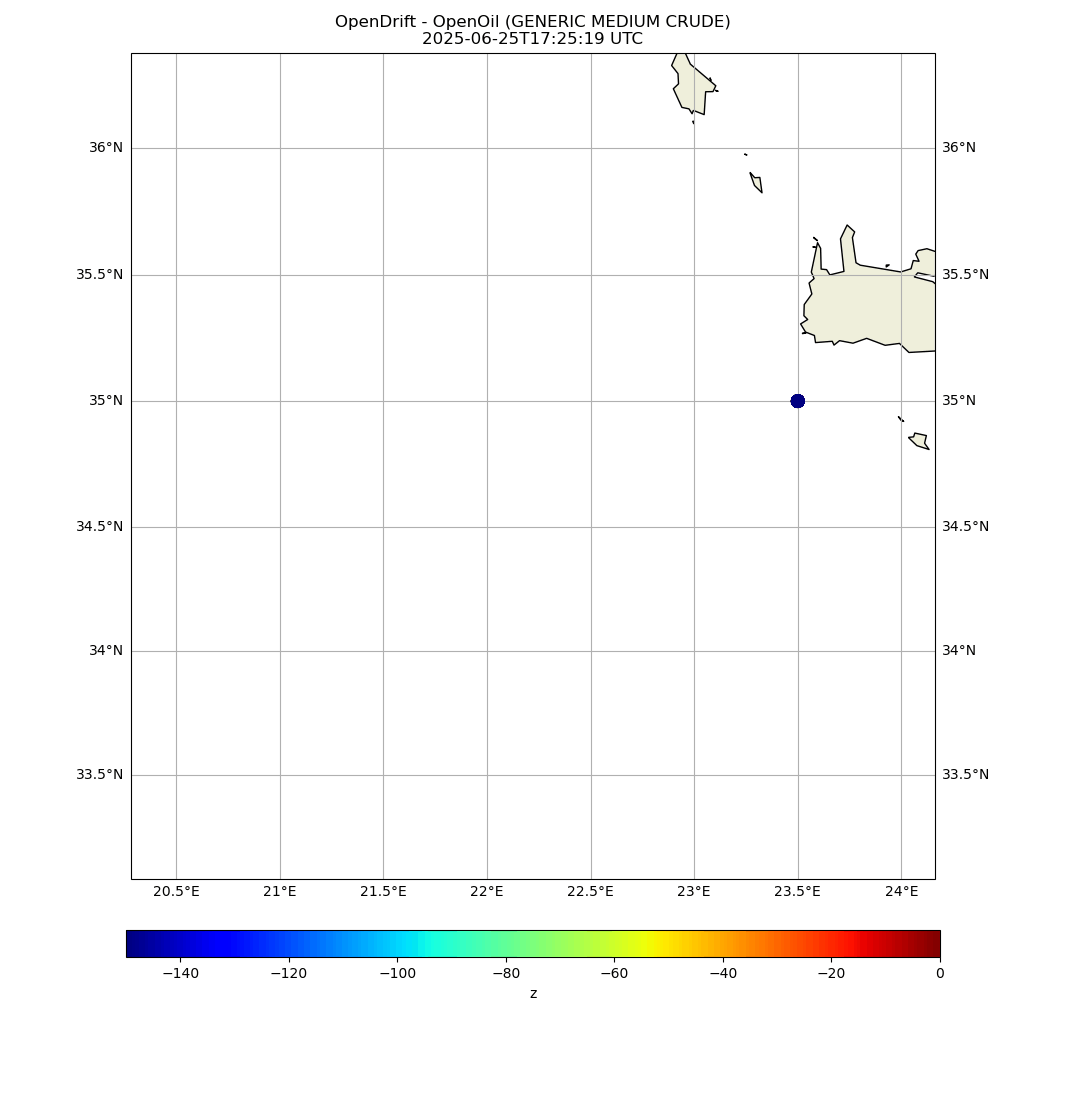 OpenDrift - OpenOil (GENERIC MEDIUM CRUDE)
2025-06-25T17:25:19 UTC
36°N 36°N
35.5°N 35.5°N
35°N 35°N
34.5°N 34.5°N
34°N 34°N
33.5°N 33.5°N
20.5°E 21°E 21.5°E 22°E 22.5°E 23°E 23.5°E 24°E
−140 −120 −100 −80 −60 −40 −20 0
z